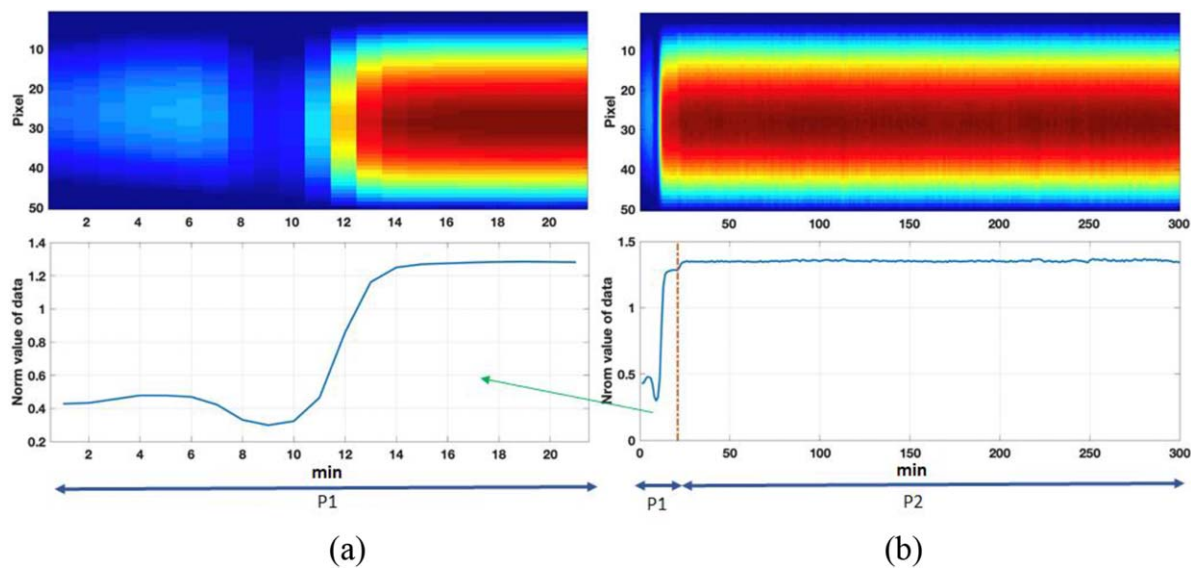 Pixel
10
20
30
40
50
2 4 6 8 10 12 14 16 18 20
Norm value of data
1.4
1.2
1
0.8
0.6
0.4
0.2
2 4 6 8 10 12 14 16 18 20
min
P1
(a)
Pixel
10
20
30
40
50
50 100 150 200 250 300
Nrom value of data
1.5
1
0.5
0
0 50 100 150 200 250 300
min
P1 P2
(b)